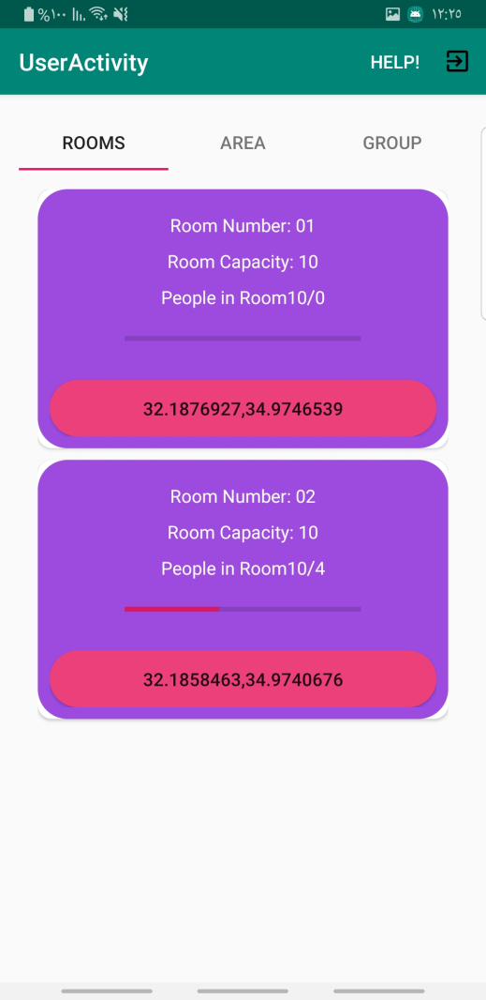 %١٠٠ ١٢:٢٥
UserActivity HELP!
ROOMS AREA GROUP
Room Number: 01
Room Capacity: 10
People in Room10/0
32.1876927,34.9746539
Room Number: 02
Room Capacity: 10
People in Room10/4
32.1858463,34.9740676